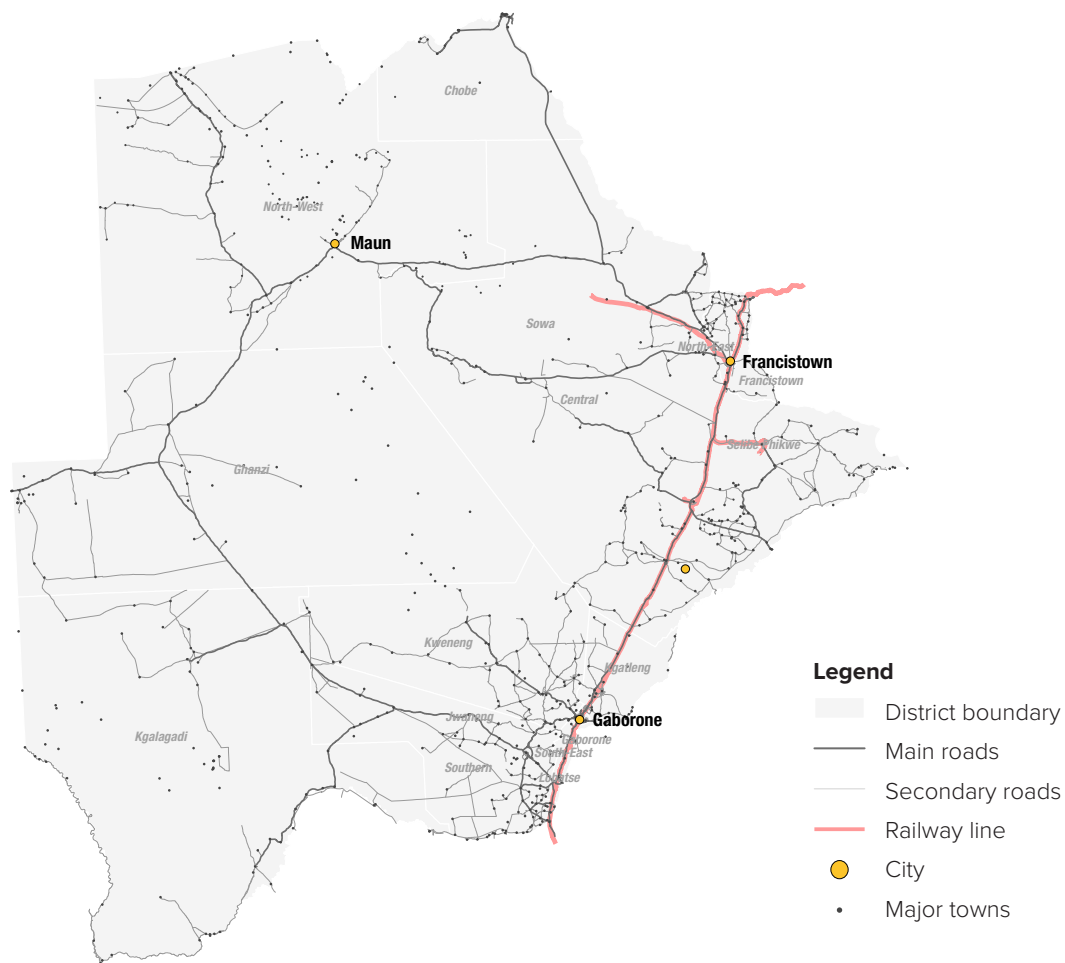 Chobe
North-West
Maun
Sowa
North-East
Francistown
Francistown
Central
Selibe Phikwe
Ghanzi
Kweneng
Kgatleng
Jwaneng
Gaborone
Kgalagadi
Gaborone
South-East
Southern
Lobatse
Legend
District boundary
Main roads
Secondary roads
Railway line
City
Major towns